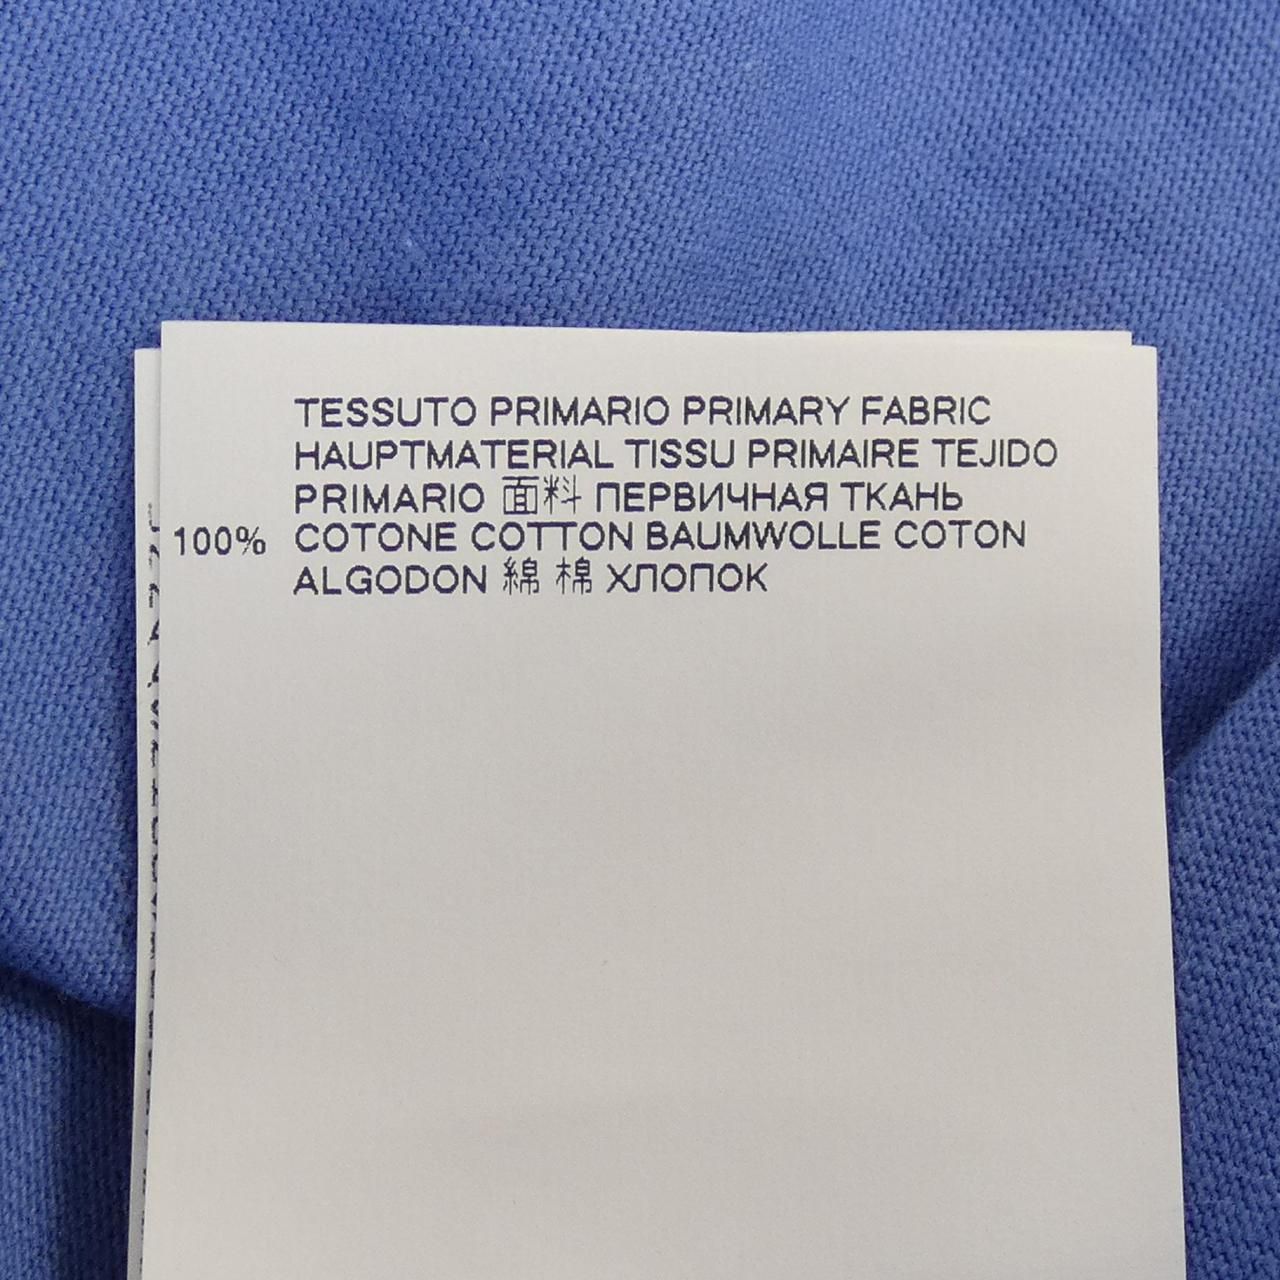 TESSUTO PRIMARIO PRIMARY FABRIC
HAUPTMATERIAL TISSU PRIMAIRE TEJIDO
PRIMARIO 面料 ПЕРВИЧНАЯ ТКАНЬ
100% COTONE COTTON BAUMWOLLE COTON
ALGODON 綿 棉 ХЛОПОК